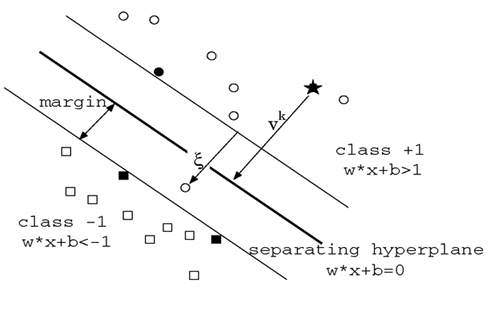 margin
v^k
ξ
class +1
w*x+b>1
class -1
w*x+b<-1
separating hyperplane
w*x+b=0